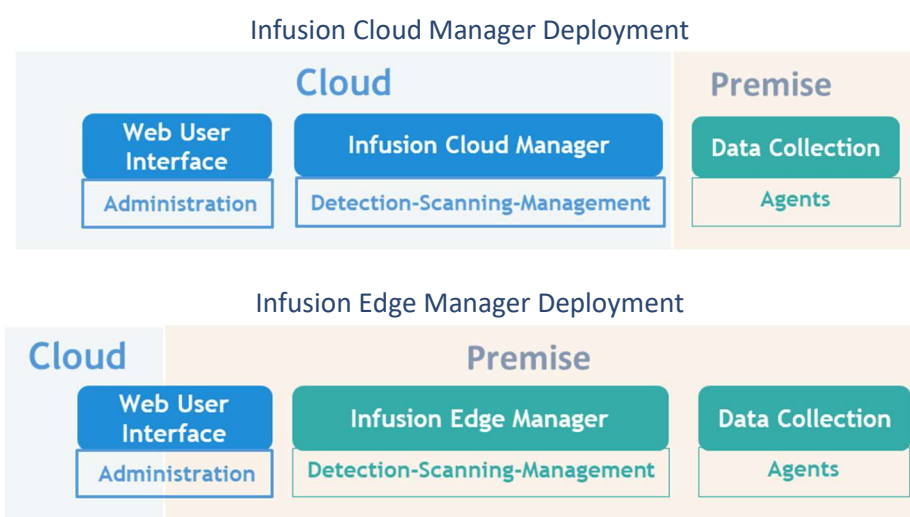 Infusion Cloud Manager Deployment
Cloud
Premise
Web User
Interface
Infusion Cloud Manager
Data Collection
Administration
Detection-Scanning-Management
Agents
Infusion Edge Manager Deployment
Cloud
Premise
Web User
Interface
Infusion Edge Manager
Data Collection
Administration
Detection-Scanning-Management
Agents